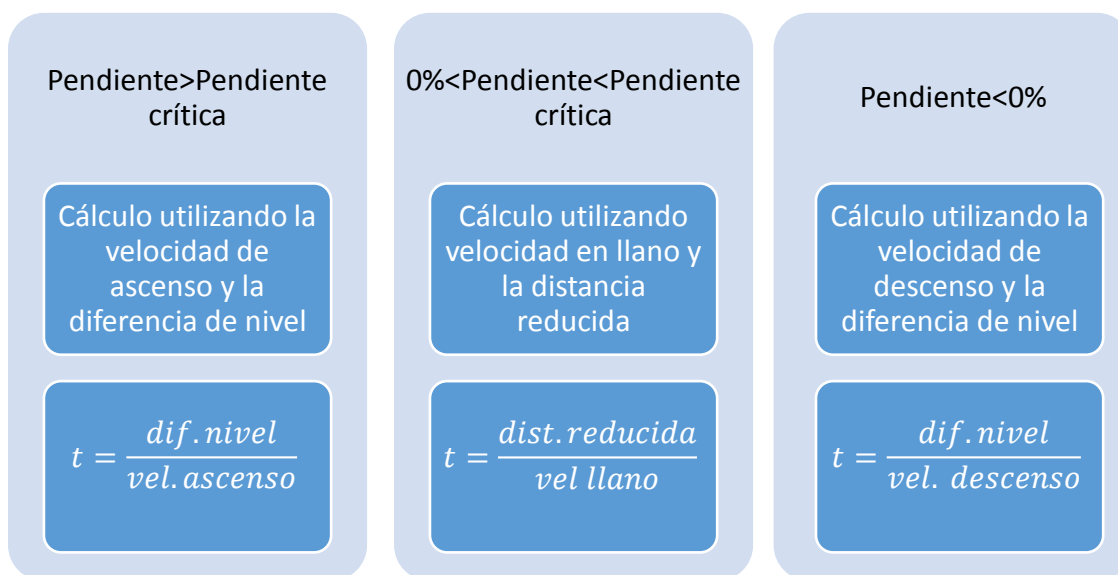 Pendiente>Pendiente
crítica
Cálculo utilizando la
velocidad de
ascenso y la
diferencia de nivel
t = dif.nivel / vel.ascenso
0%<Pendiente<Pendiente
crítica
Cálculo utilizando
velocidad en llano y
la distancia
reducida
t = dist.reducida / vel llano
Pendiente<0%
Cálculo utilizando la
velocidad de
descenso y la
diferencia de nivel
t = dif.nivel / vel. descenso